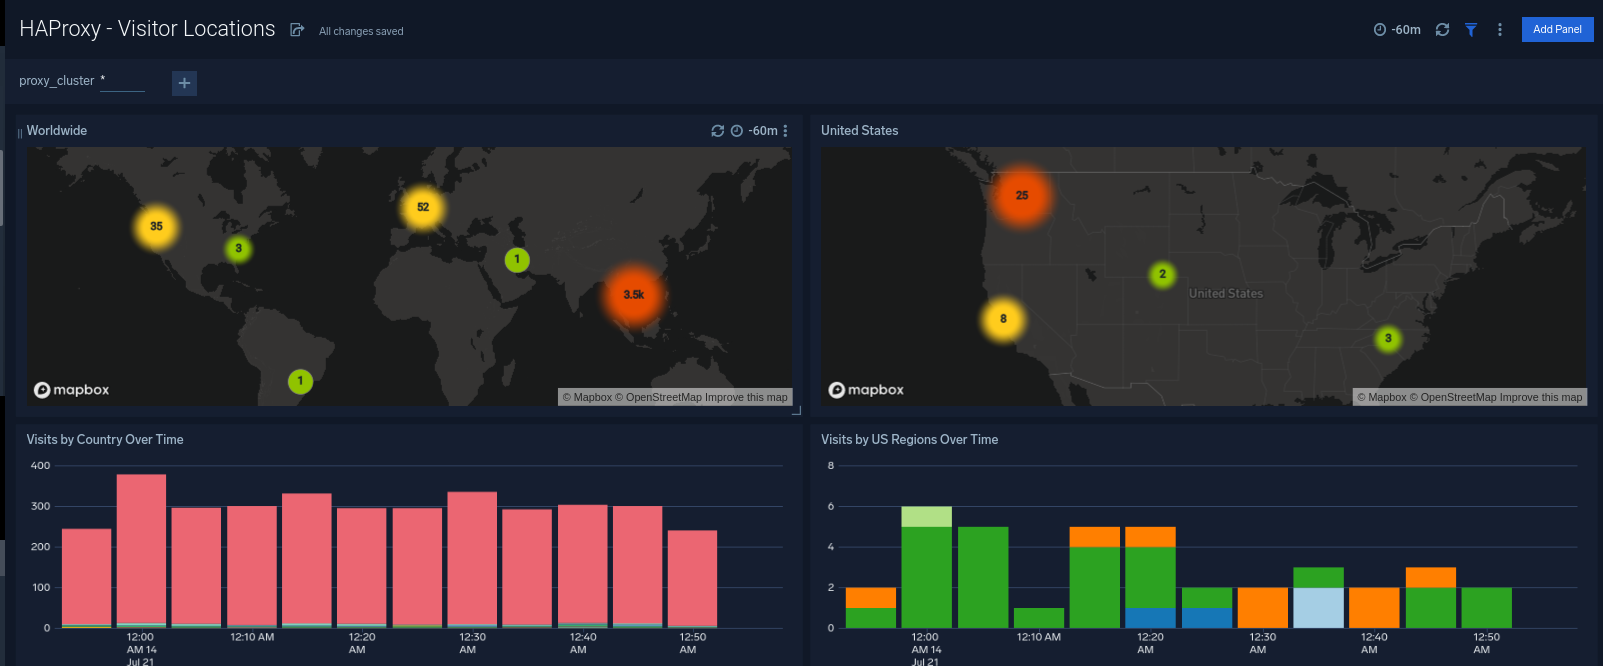 HAProxy - Visitor Locations
All changes saved
-60m
Add Panel
proxy_cluster *
+
Worldwide
-60m
United States
35
3
52
1
3.5k
1
mapbox
© Mapbox © OpenStreetMap Improve this map
25
2
United States
8
3
mapbox
© Mapbox © OpenStreetMap Improve this map
Visits by Country Over Time
400
300
200
100
0
12:00
AM 14
Jul 21
12:10 AM
12:20
AM
12:30
AM
12:40
AM
12:50
AM
Visits by US Regions Over Time
8
6
4
2
0
12:00
AM 14
Jul 21
12:10 AM
12:20
AM
12:30
AM
12:40
AM
12:50
AM